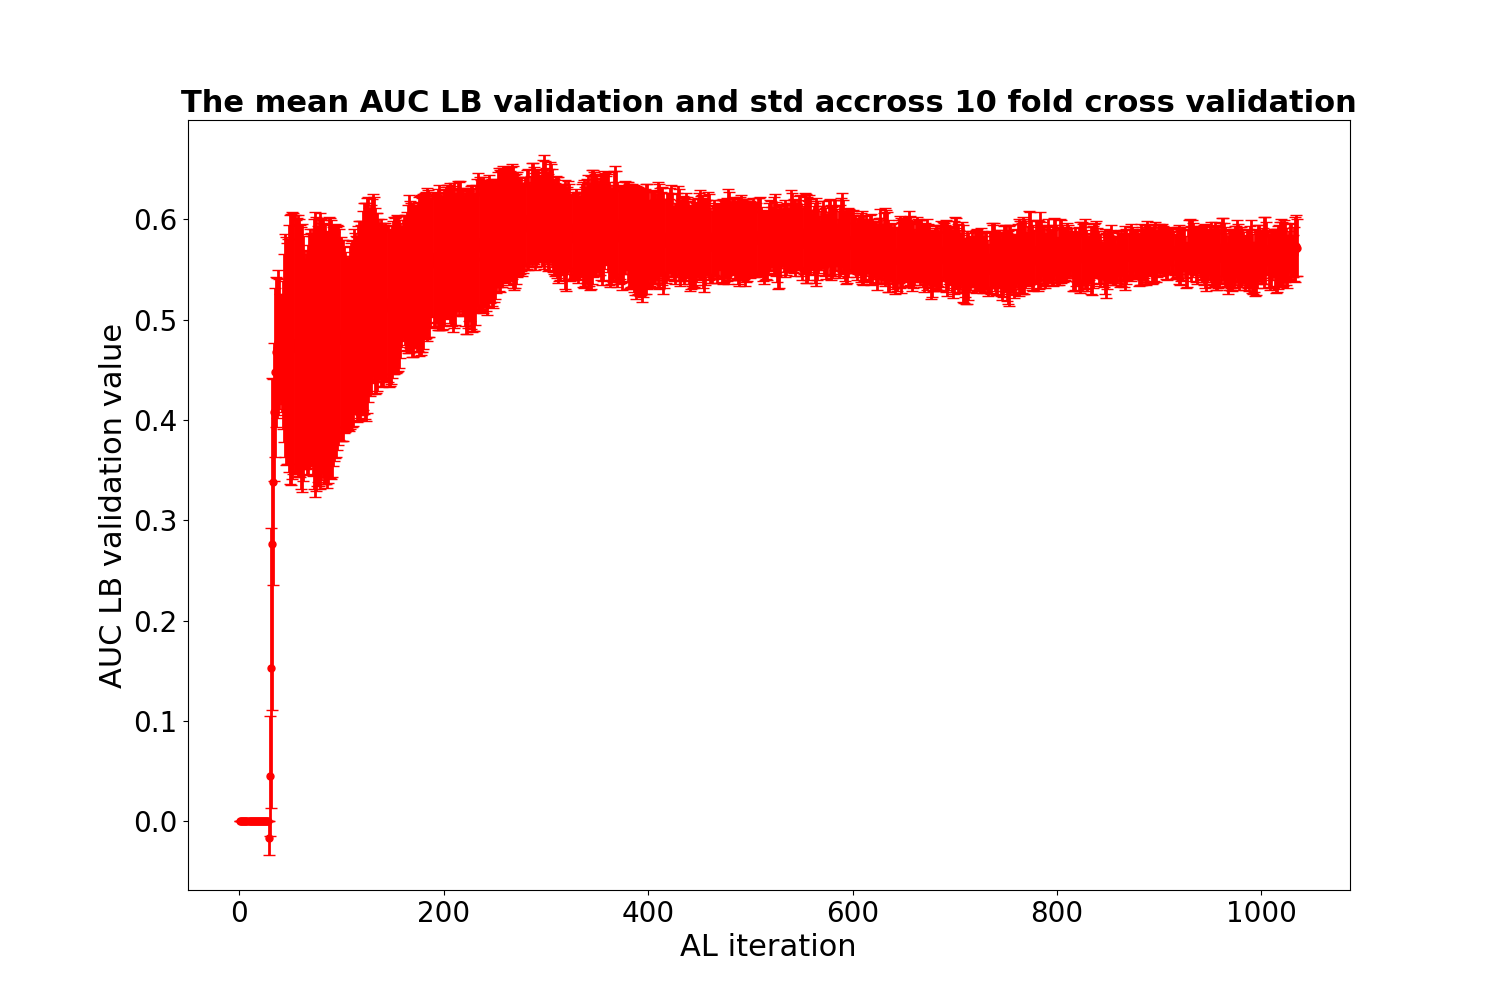 The mean AUC LB validation and std accross 10 fold cross validation
AUC LB validation value
0.6
0.5
0.4
0.3
0.2
0.1
0.0
0 200 400 600 800 1000
AL iteration